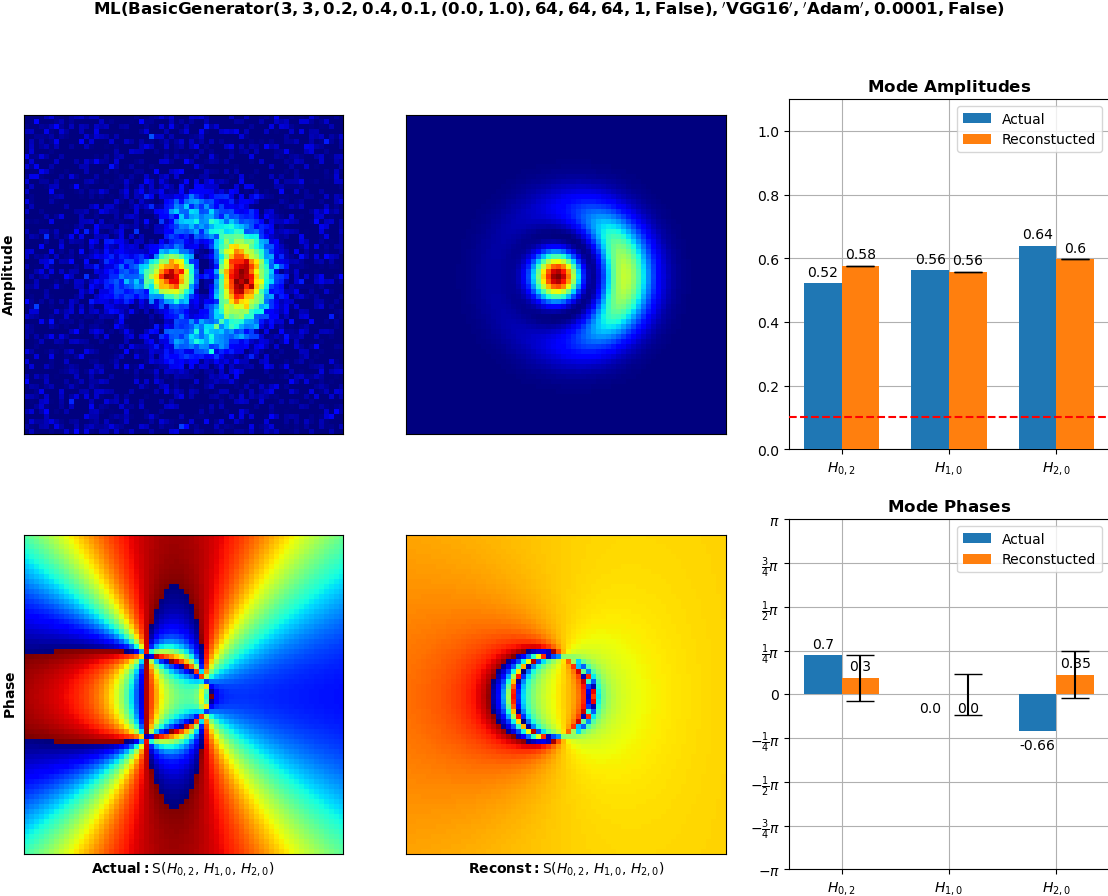 ML(BasicGenerator(3, 3, 0.2, 0.4, 0.1, (0.0, 1.0), 64, 64, 64, 1, False), ′VGG16′, ′Adam′, 0.0001, False)
Amplitude
Mode Amplitudes
Actual
Reconstucted
1.0
0.8
0.6
0.4
0.2
0.0
0.52
0.58
0.56
0.56
0.64
0.6
H0, 2
H1, 0
H2, 0
Phase
Actual: S(H0, 2, H1, 0, H2, 0)
Reconst: S(H0, 2, H1, 0, H2, 0)
Mode Phases
Actual
Reconstucted
π
3/4π
1/2π
1/4π
0
−1/4π
−1/2π
−3/4π
−π
0.7
0.3
0.0
0.0
-0.66
0.35
H0, 2
H1, 0
H2, 0